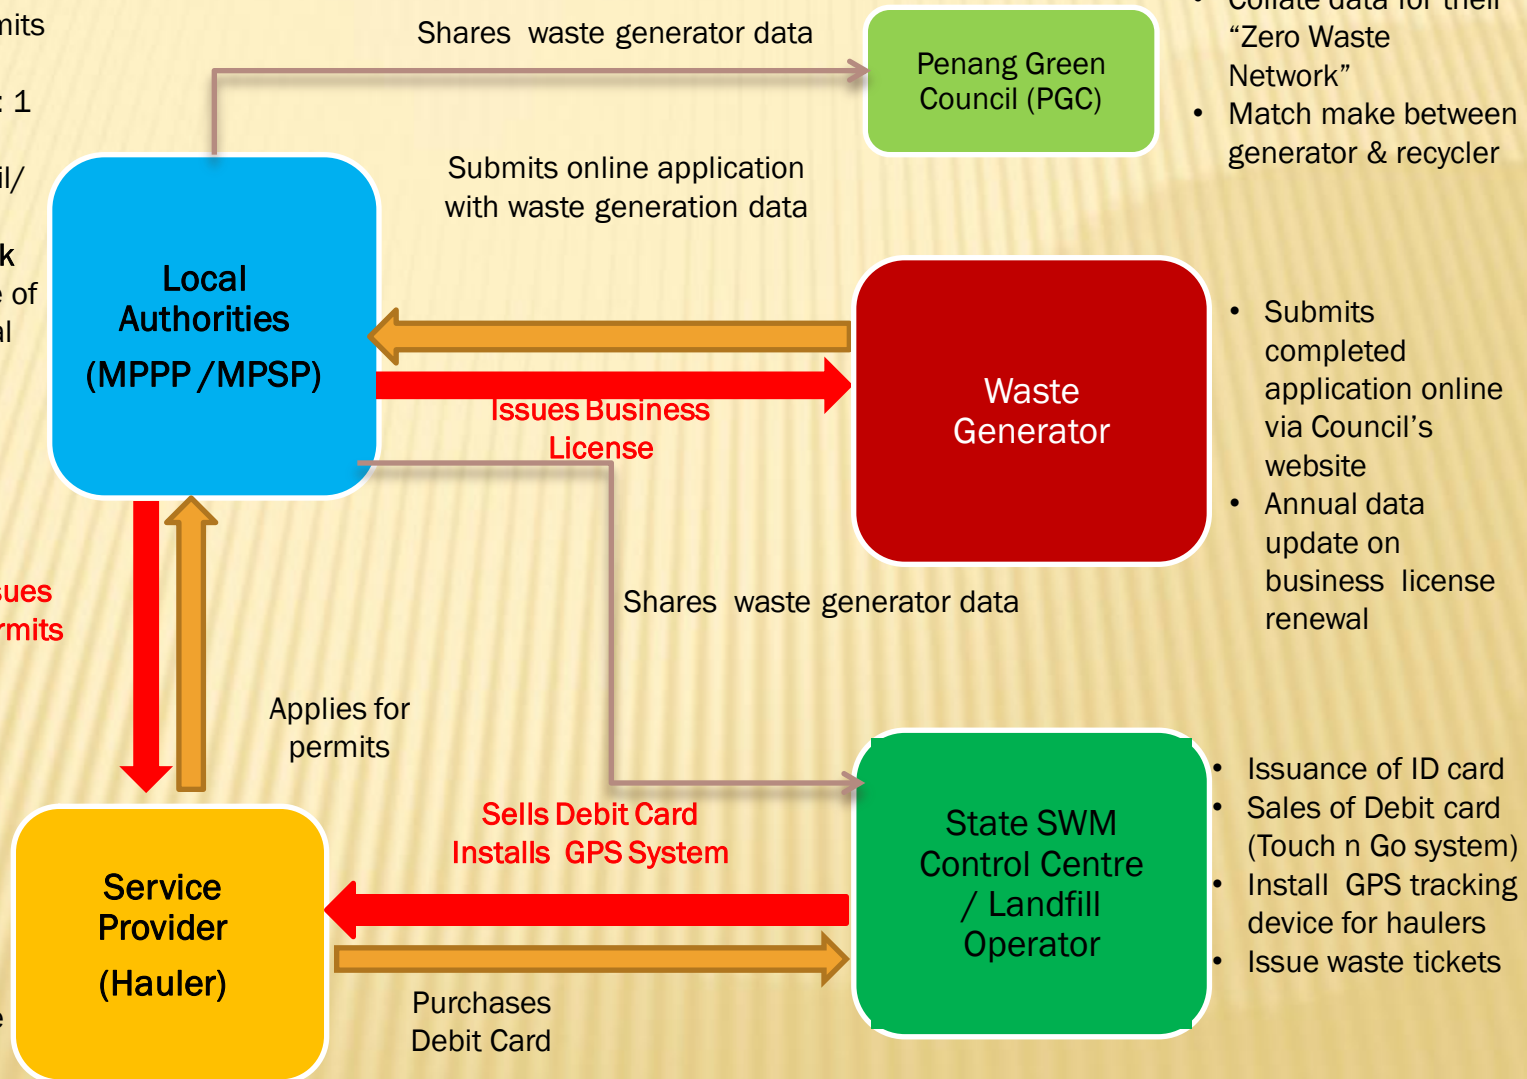 Shares waste generator data
Penang Green
Council (PGC)
“Zero Waste
Network”
• Match make between
generator & recycler
Submits online application
with waste generation data
: 1
k
of
Local
Authorities
(MPPP /MPSP)
Issues Business
License
Waste
Generator
• Submits
completed
application online
via Council’s
website
• Annual data
update on
business license
renewal
Shares waste generator data
Applies for
permits
Sells Debit Card
Installs GPS System
Service
Provider
(Hauler)
Purchases
Debit Card
State SWM
Control Centre
/ Landfill
Operator
• Issuance of ID card
• Sales of Debit card
(Touch n Go system)
• Install GPS tracking
device for haulers
• Issue waste tickets